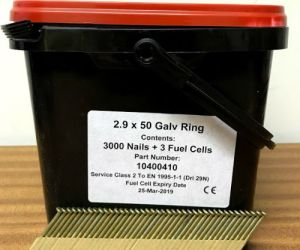 2.9 x 50 Galv Ring
Contents:
3000 Nails + 3 Fuel Cells
Part Number:
10400410
Service Class 2 To EN 1995-1-1 (Dri 29N)
Fuel Cell Expiry Date
25-Mar-2019